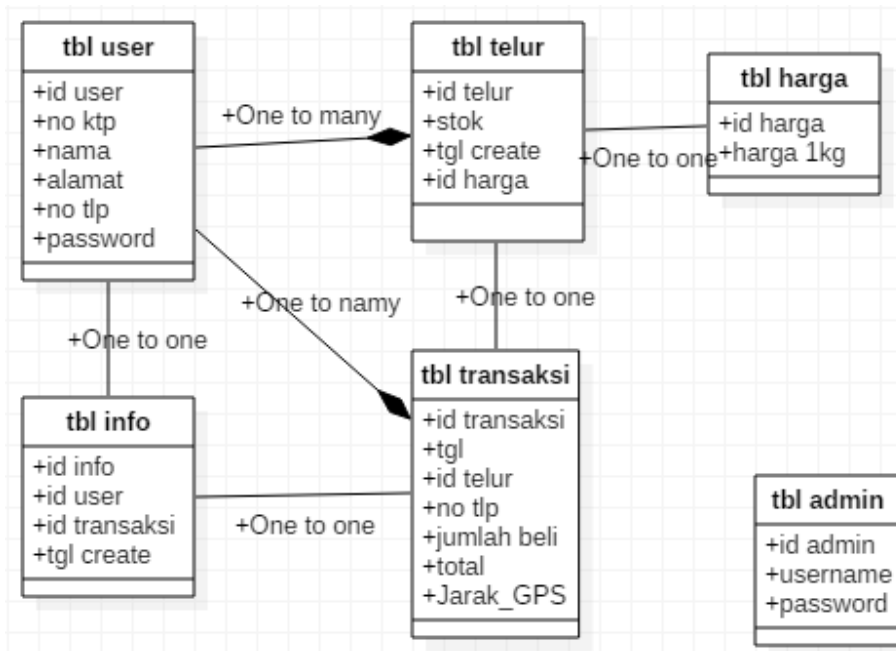 tbl user
+id user
+no ktp
+nama
+alamat
+no tlp
+password
+One to many
tbl telur
+id telur
+stok
+tgl create
+id harga
+One to one
tbl harga
+id harga
+harga 1kg
+One to namy
+One to one
+One to one
tbl info
+id info
+id user
+id transaksi
+tgl create
+One to one
tbl transaksi
+id transaksi
+tgl
+id telur
+no tlp
+jumlah beli
+total
+Jarak_GPS
tbl admin
+id admin
+username
+password